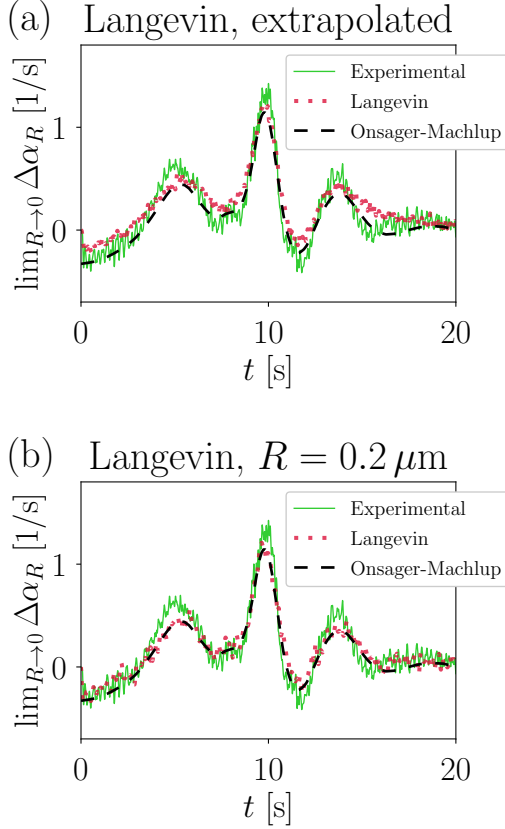 (a) Langevin, extrapolated
lim_{R→0} Δα_R [1/s]
1
0
Experimental
Langevin
Onsager-Machlup
0 10 20
t [s]
(b) Langevin, R = 0.2 μm
lim_{R→0} Δα_R [1/s]
1
0
Experimental
Langevin
Onsager-Machlup
0 10 20
t [s]